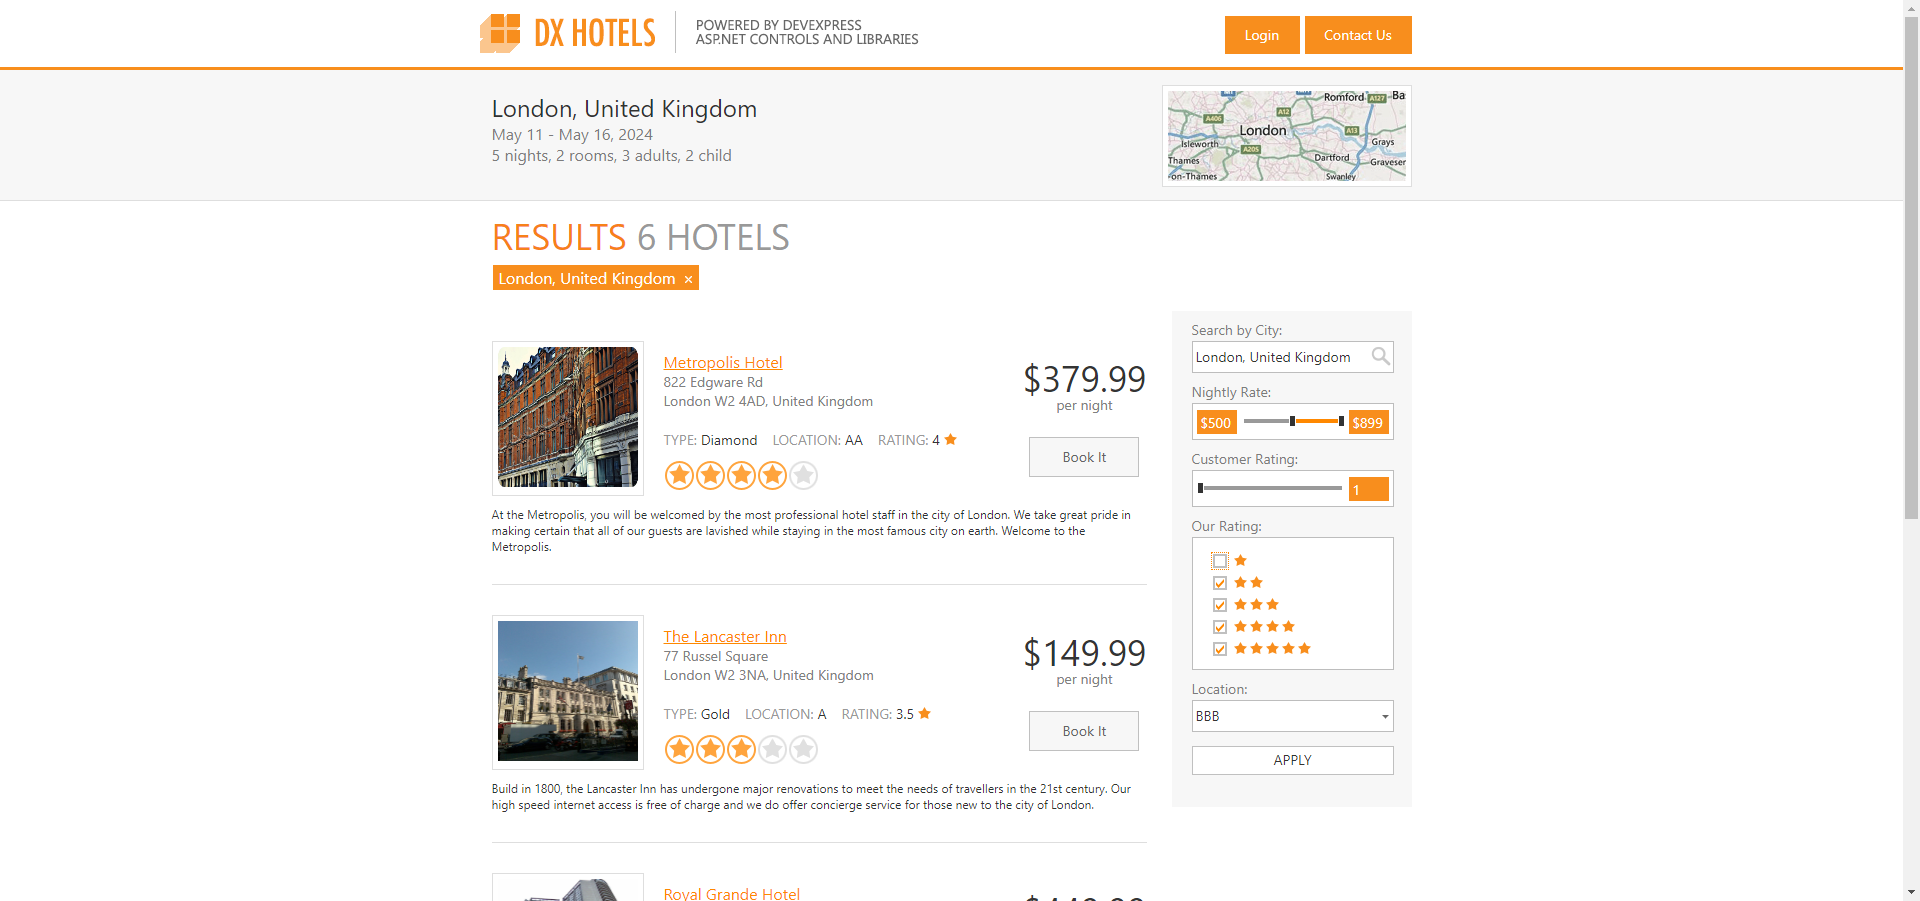 DX HOTELS
POWERED BY DEVEXPRESS
ASP.NET CONTROLS AND LIBRARIES
Login
Contact Us
London, United Kingdom
May 11 - May 16, 2024
5 nights, 2 rooms, 3 adults, 2 child
Romford A127 Ba
A406 A12
London A13
Isleworth A205 Grays
Thames Dartford Gravesen
-on-Thames Swanley
RESULTS 6 HOTELS
London, United Kingdom ×
Metropolis Hotel
822 Edgware Rd
London W2 4AD, United Kingdom
TYPE: Diamond LOCATION: AA RATING: 4
$379.99
per night
Book It
At the Metropolis, you will be welcomed by the most professional hotel staff in the city of London. We take great pride in
making certain that all of our guests are lavished while staying in the most famous city on earth. Welcome to the
Metropolis.
The Lancaster Inn
77 Russel Square
London W2 3NA, United Kingdom
TYPE: Gold LOCATION: A RATING: 3.5
$149.99
per night
Book It
Build in 1800, the Lancaster Inn has undergone major renovations to meet the needs of travellers in the 21st century. Our
high speed internet access is free of charge and we do offer concierge service for those new to the city of London.
Royal Grande Hotel
Search by City:
London, United Kingdom
Nightly Rate:
$500
$899
Customer Rating:
1
Our Rating:
Location:
BBB
APPLY